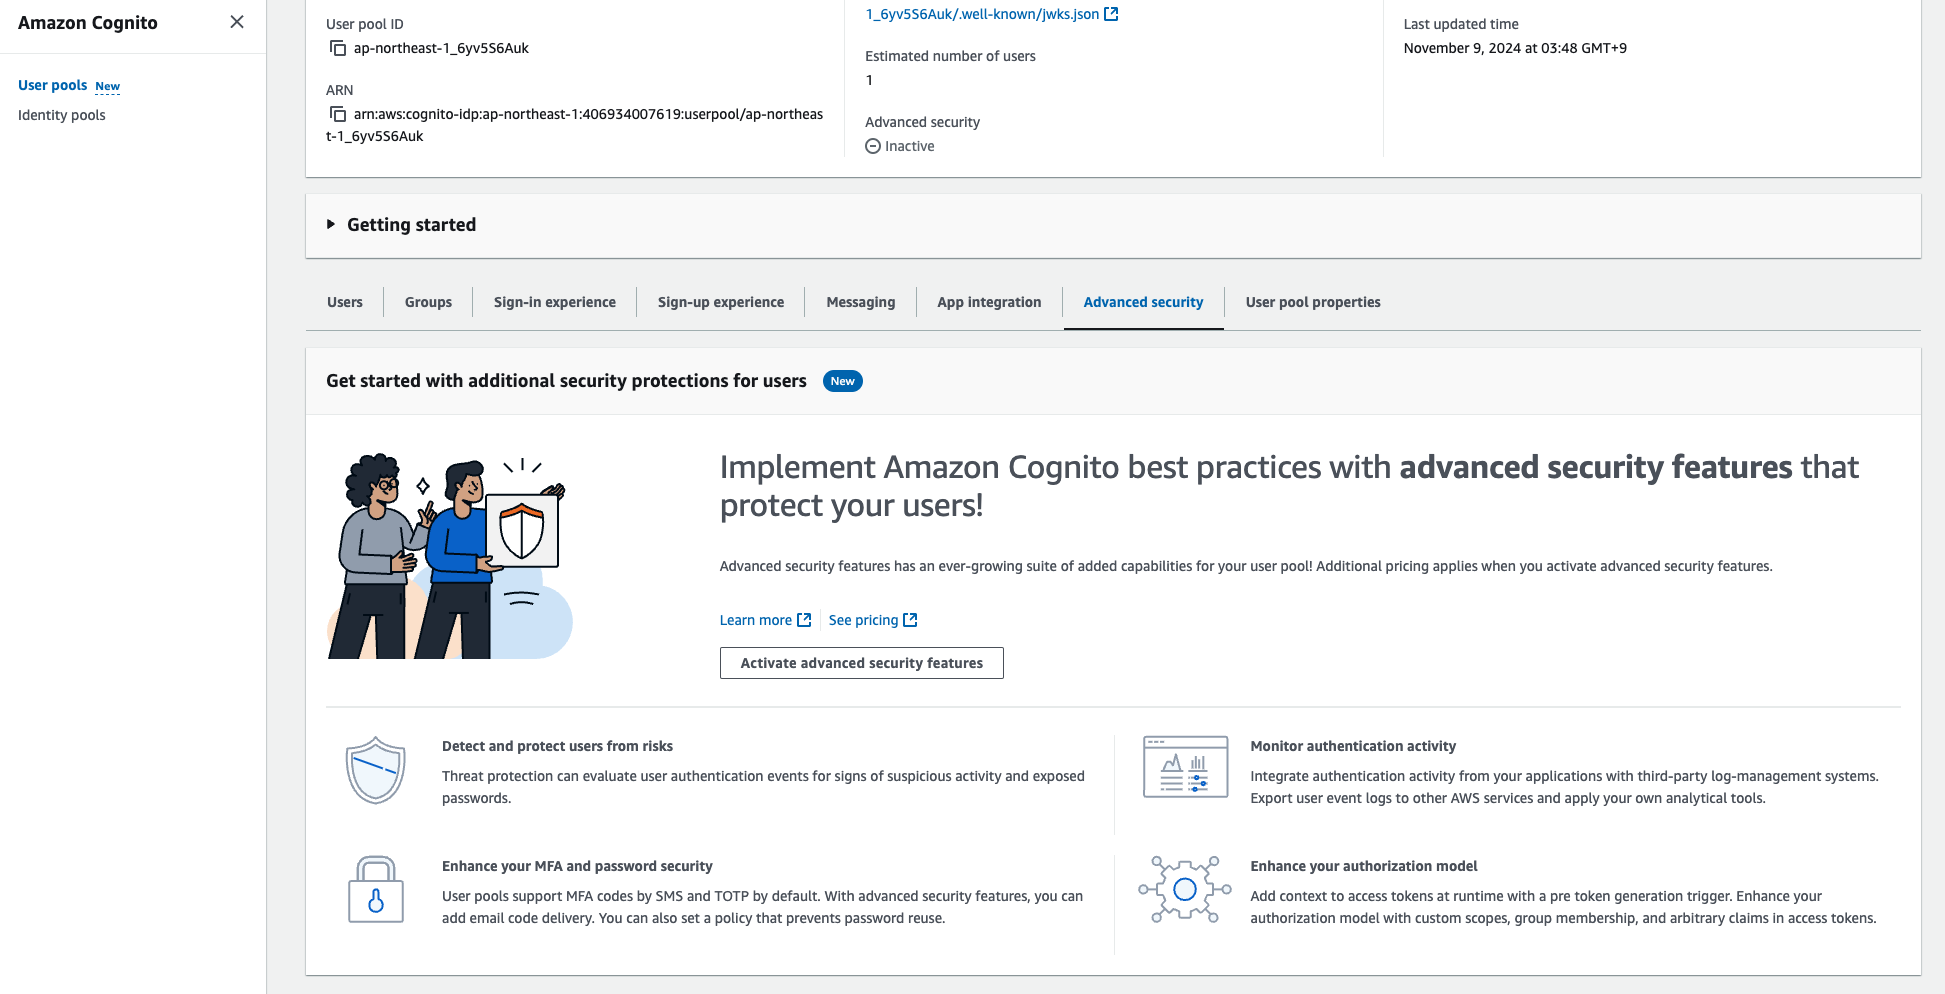 Amazon Cognito
User pools New
Identity pools
User pool ID
ap-northeast-1_6yv5S6Auk
ARN
arn:aws:cognito-idp:ap-northeast-1:406934007619:userpool/ap-northeas
t-1_6yv5S6Auk
1_6yv5S6Auk/.well-known/jwks.json
Estimated number of users
1
Advanced security
Inactive
Last updated time
November 9, 2024 at 03:48 GMT+9
Getting started
Users
Groups
Sign-in experience
Sign-up experience
Messaging
App integration
Advanced security
User pool properties
Get started with additional security protections for users New
Implement Amazon Cognito best practices with advanced security features that
protect your users!
Advanced security features has an ever-growing suite of added capabilities for your user pool! Additional pricing applies when you activate advanced security features.
Learn more
See pricing
Activate advanced security features
Detect and protect users from risks
Threat protection can evaluate user authentication events for signs of suspicious activity and exposed
passwords.
Monitor authentication activity
Integrate authentication activity from your applications with third-party log-management systems.
Export user event logs to other AWS services and apply your own analytical tools.
Enhance your MFA and password security
User pools support MFA codes by SMS and TOTP by default. With advanced security features, you can
add email code delivery. You can also set a policy that prevents password reuse.
Enhance your authorization model
Add context to access tokens at runtime with a pre token generation trigger. Enhance your
authorization model with custom scopes, group membership, and arbitrary claims in access tokens.